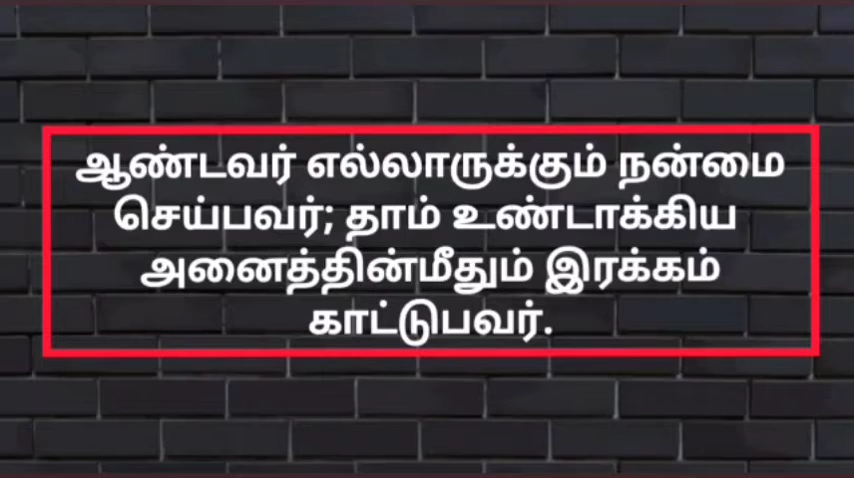 ஆண்டவர் எல்லாருக்கும் நன்மை
செய்பவர்; தாம் உண்டாக்கிய
அனைத்தின்மீதும் இரக்கம்
காட்டுபவர்.